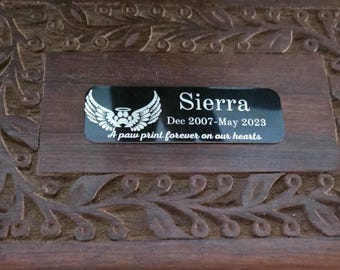 Sierra
Dec 2007-May 2023
A paw print forever on our hearts